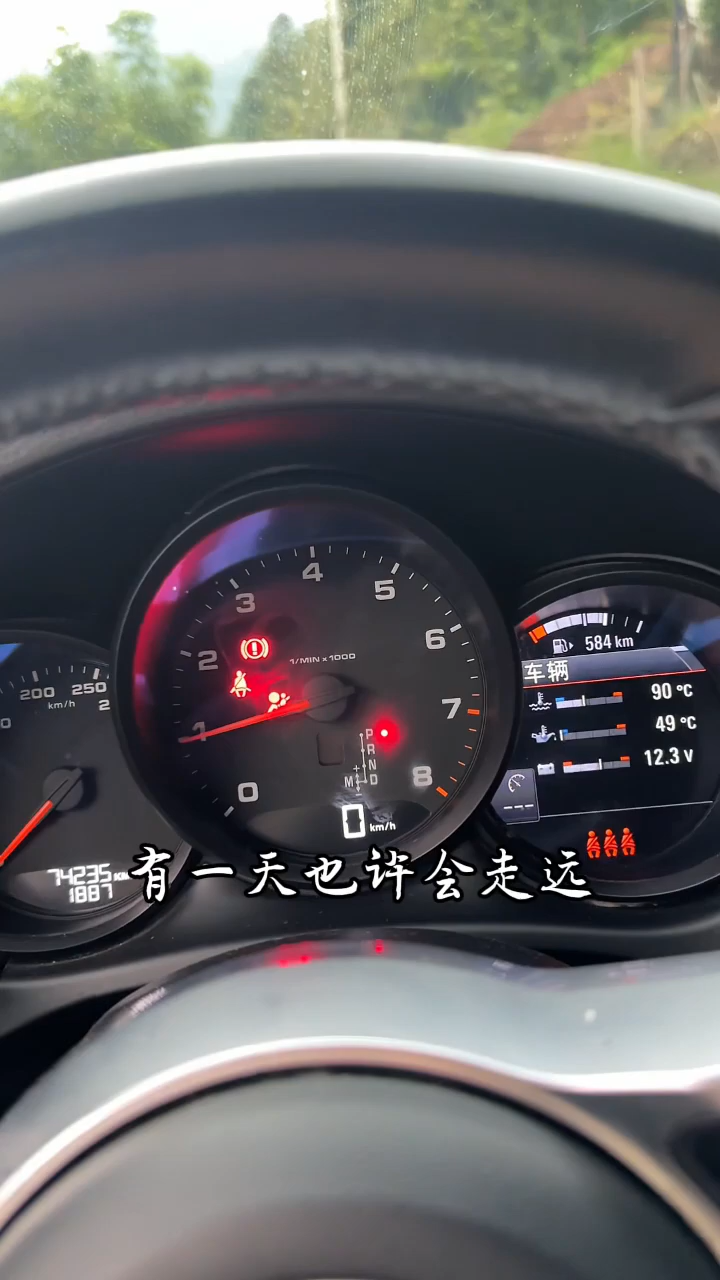 584 km
车辆
90 °C
49 °C
12.3 V
---
0 1 2 3 4 5 6 7 8
1/MIN x 1000
P
R
N
M + - D
0 km/h
200 250
km/h
74235 KM
1887
有一天也许会走远